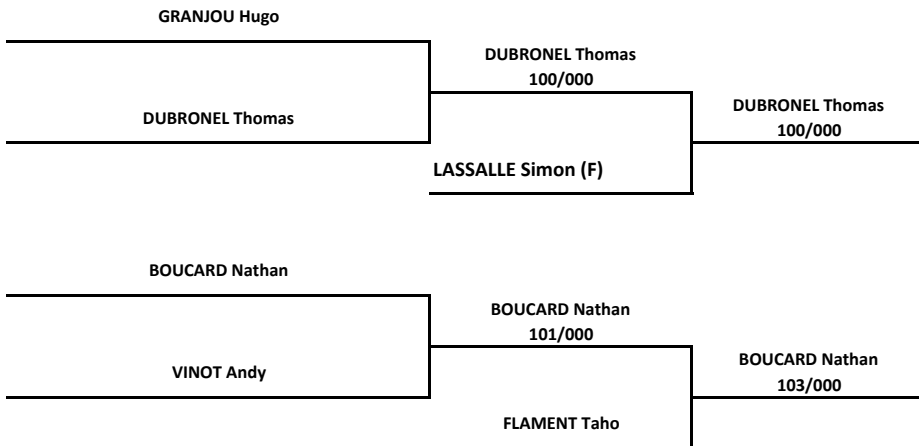 GRANJOU Hugo
DUBRONEL Thomas
100/000
DUBRONEL Thomas
100/000
DUBRONEL Thomas
LASSALLE Simon (F)
BOUCARD Nathan
BOUCARD Nathan
101/000
VINOT Andy
BOUCARD Nathan
103/000
FLAMENT Taho